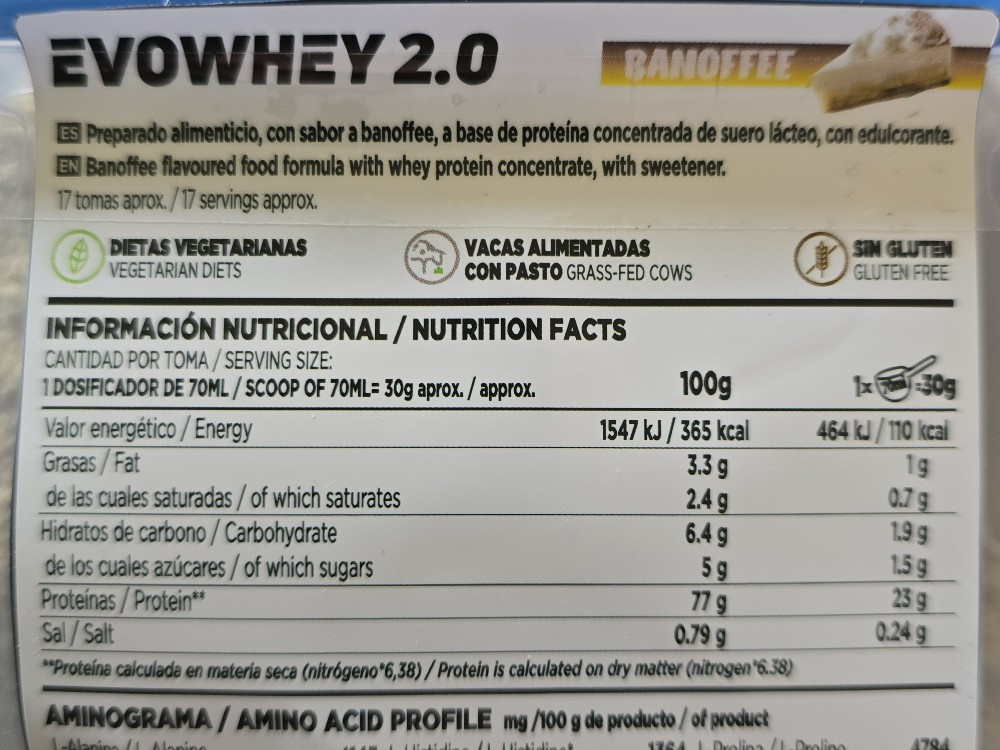 EVOWHEY 2.0
BANOFFEE
ES Preparado alimenticio, con sabor a banoffee, a base de proteína concentrada de suero lácteo, con edulcorante.
EN Banoffee flavoured food formula with whey protein concentrate, with sweetener.
17 tomas aprox. / 17 servings approx.
DIETAS VEGETARIANAS
VEGETARIAN DIETS
VACAS ALIMENTADAS
CON PASTO GRASS-FED COWS
SIN GLUTEN
GLUTEN FREE
INFORMACIÓN NUTRICIONAL / NUTRITION FACTS
CANTIDAD POR TOMA / SERVING SIZE:
1 DOSIFICADOR DE 70ML / SCOOP OF 70ML= 30g aprox. / approx. 100g 1x 70ml =30g
Valor energético / Energy 1547 kJ / 365 kcal 464 kJ / 110 kcal
Grasas / Fat 3.3 g 1 g
de las cuales saturadas / of which saturates 2.4 g 0.7 g
Hidratos de carbono / Carbohydrate 6.4 g 1.9 g
de los cuales azúcares / of which sugars 5 g 1.5 g
Proteínas / Protein** 77 g 23 g
Sal / Salt 0.79 g 0.24 g
**Proteína calculada en materia seca (nitrógeno*6,38) / Protein is calculated on dry matter (nitrogen*6.38)
AMINOGRAMA / AMINO ACID PROFILE mg /100 g de producto / of product
L-Alanina / L-Alanine 1764 L-Prolina / L-Proline 4784